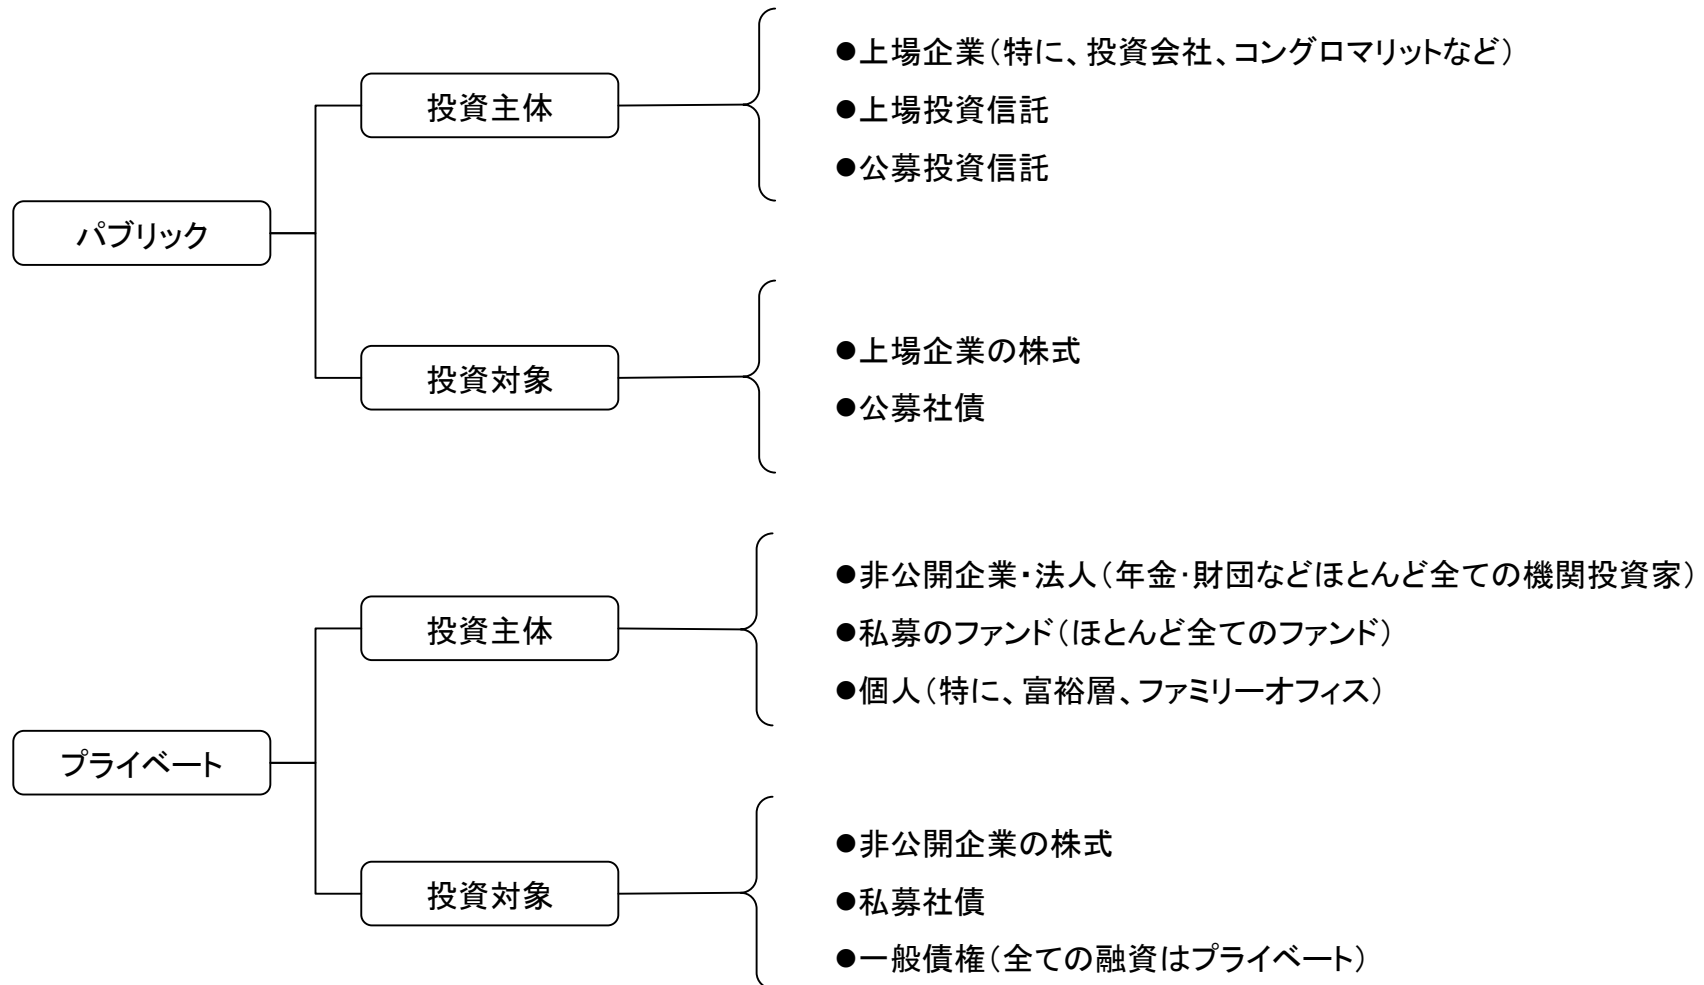 パブリック
投資主体
●上場企業（特に、投資会社、コングロマリットなど）
●上場投資信託
●公募投資信託
投資対象
●上場企業の株式
●公募社債
プライベート
投資主体
●非公開企業・法人（年金・財団などほとんど全ての機関投資家）
●私募のファンド（ほとんど全てのファンド）
●個人（特に、富裕層、ファミリーオフィス）
投資対象
●非公開企業の株式
●私募社債
●一般債権（全ての融資はプライベート）